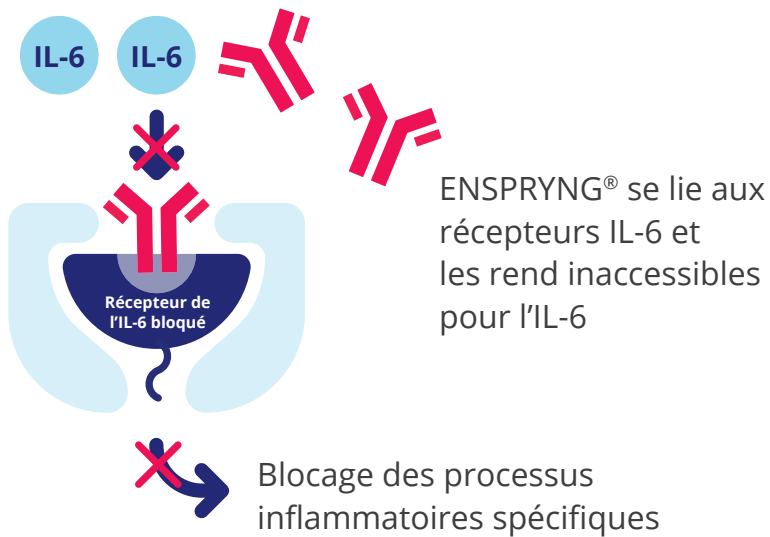 IL-6
IL-6
ENSPRYNG® se lie aux
récepteurs IL-6 et
les rend inaccessibles
pour l’IL-6
Récepteur de
l’IL-6 bloqué
Blocage des processus
inflammatoires spécifiques